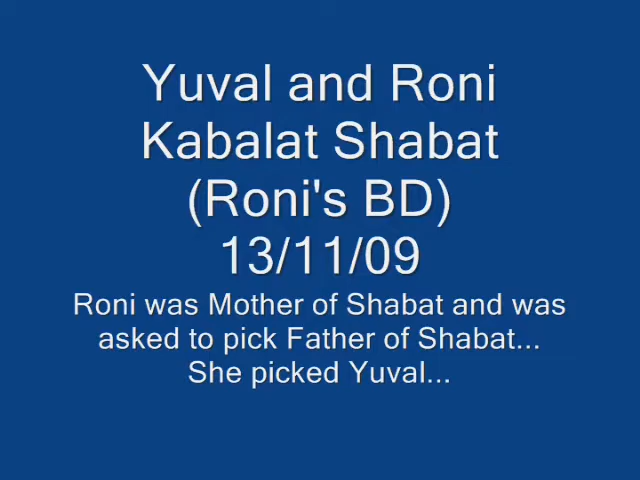 Yuval and Roni
Kabalat Shabat
(Roni's BD)
13/11/09
Roni was Mother of Shabat and was
asked to pick Father of Shabat...
She picked Yuval...